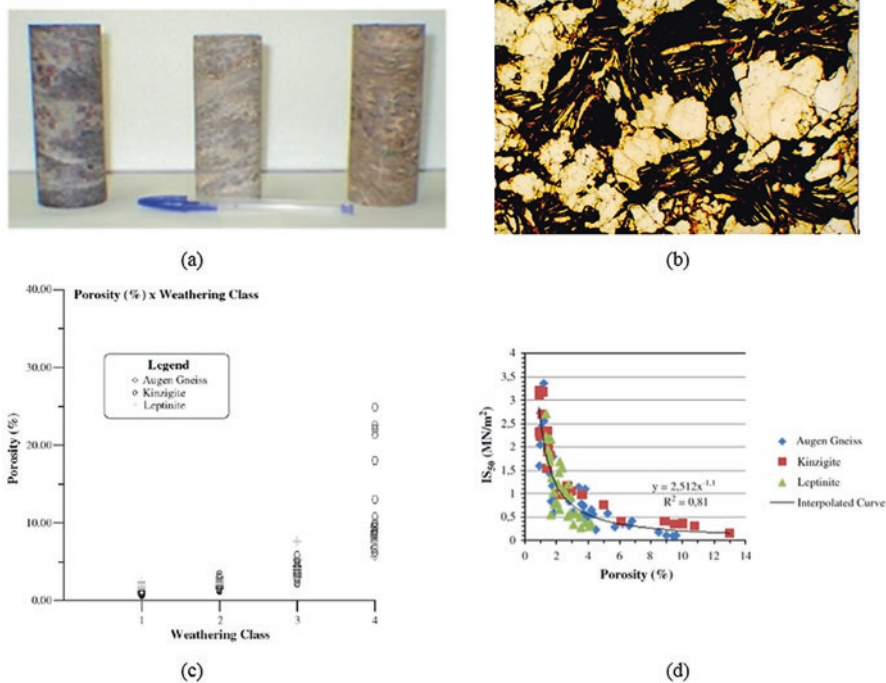 (a)
(b)
Porosity (%) x Weathering Class
40.00
30.00
20.00
10.00
0.00
Porosity (%)
Legend
Augen Gneiss
Kinzigite
Leptinite
1
2
3
4
Weathering Class
(c)
4
3,5
3
2,5
2
1,5
1
0,5
0
IS50 (MN/m²)
y = 2,512x^-1,1
R² = 0,81
0 2 4 6 8 10 12 14
Porosity (%)
Augen Gneiss
Kinzigite
Leptinite
Interpolated Curve
(d)